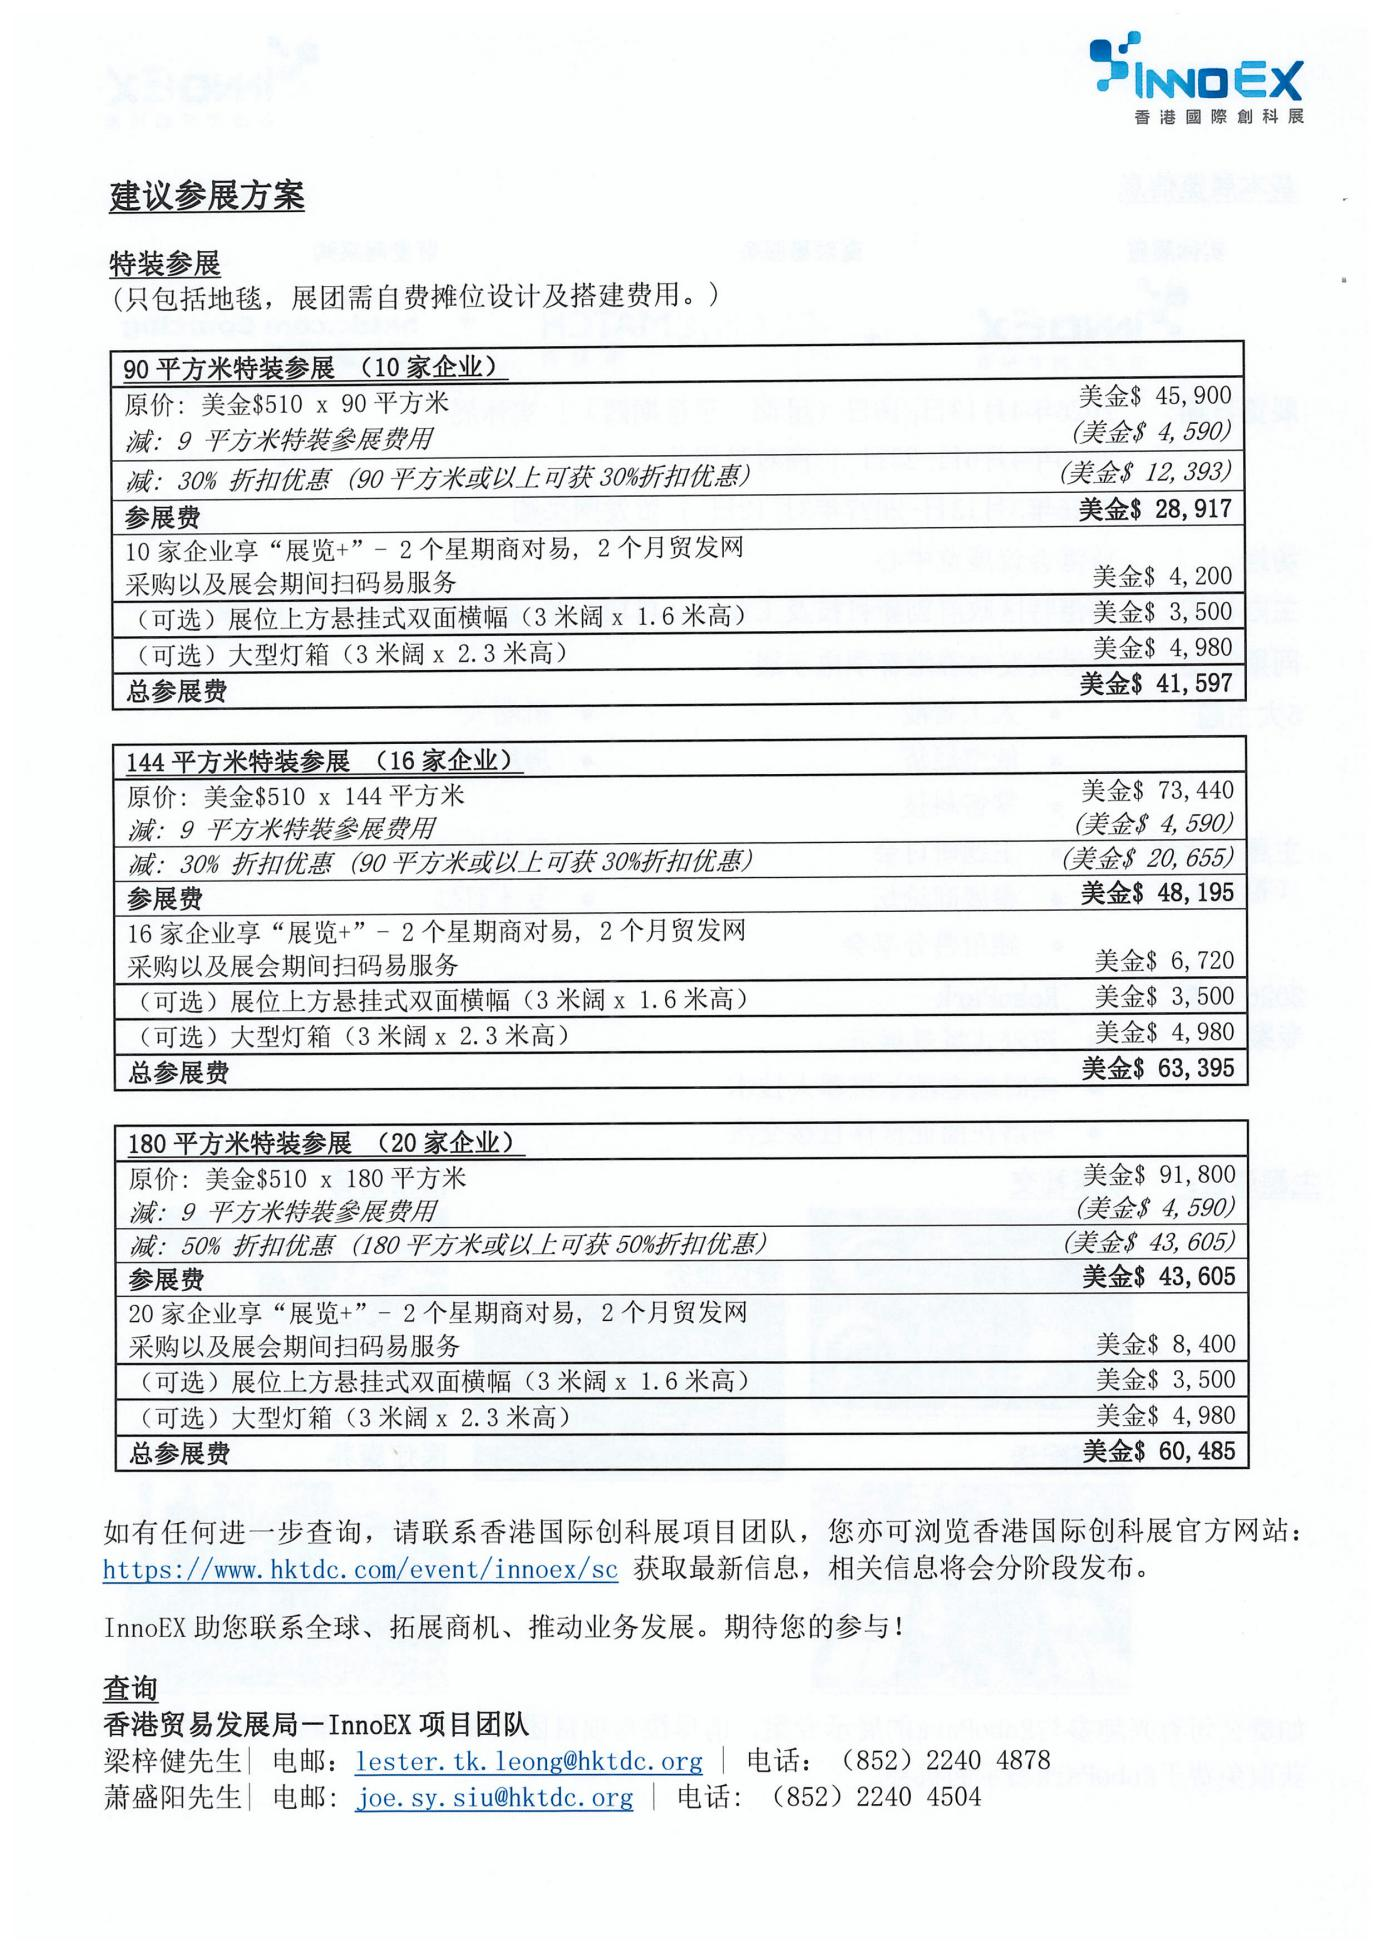 INNOEX
香港國際創科展
建议参展方案
特装参展
(只包括地毯，展团需自费摊位设计及搭建费用。)
90 平方米特装参展 （10 家企业）
原价: 美金$510 x 90 平方米 美金$ 45,900
减: 9 平方米特装參展费用 (美金$ 4,590)
减: 30% 折扣优惠 (90 平方米或以上可获 30%折扣优惠) (美金$ 12,393)
参展费 美金$ 28,917
10 家企业享“展览+”- 2 个星期商对易, 2 个月贸发网
采购以及展会期间扫码易服务 美金$ 4,200
（可选）展位上方悬挂式双面横幅（3 米阔 x 1.6 米高） 美金$ 3,500
（可选）大型灯箱（3 米阔 x 2.3 米高） 美金$ 4,980
总参展费 美金$ 41,597
144 平方米特装参展 （16 家企业）
原价: 美金$510 x 144 平方米 美金$ 73,440
减: 9 平方米特装參展费用 (美金$ 4,590)
减: 30% 折扣优惠 (90 平方米或以上可获 30%折扣优惠) (美金$ 20,655)
参展费 美金$ 48,195
16 家企业享“展览+”- 2 个星期商对易, 2 个月贸发网
采购以及展会期间扫码易服务 美金$ 6,720
（可选）展位上方悬挂式双面横幅（3 米阔 x 1.6 米高） 美金$ 3,500
（可选）大型灯箱（3 米阔 x 2.3 米高） 美金$ 4,980
总参展费 美金$ 63,395
180 平方米特装参展 （20 家企业）
原价: 美金$510 x 180 平方米 美金$ 91,800
减: 9 平方米特装參展费用 (美金$ 4,590)
减: 50% 折扣优惠 (180 平方米或以上可获 50%折扣优惠) (美金$ 43,605)
参展费 美金$ 43,605
20 家企业享“展览+”- 2 个星期商对易, 2 个月贸发网
采购以及展会期间扫码易服务 美金$ 8,400
（可选）展位上方悬挂式双面横幅（3 米阔 x 1.6 米高） 美金$ 3,500
（可选）大型灯箱（3 米阔 x 2.3 米高） 美金$ 4,980
总参展费 美金$ 60,485
如有任何进一步查询，请联系香港国际创科展項目团队，您亦可浏览香港国际创科展官方网站：
https://www.hktdc.com/event/innoex/sc 获取最新信息，相关信息将会分阶段发布。
InnoEX 助您联系全球、拓展商机、推动业务发展。期待您的参与！
查询
香港贸易发展局－InnoEX 项目团队
梁梓健先生| 电邮：lester.tk.leong@hktdc.org | 电话：（852）2240 4878
萧盛阳先生| 电邮: joe.sy.siu@hktdc.org | 电话: （852）2240 4504